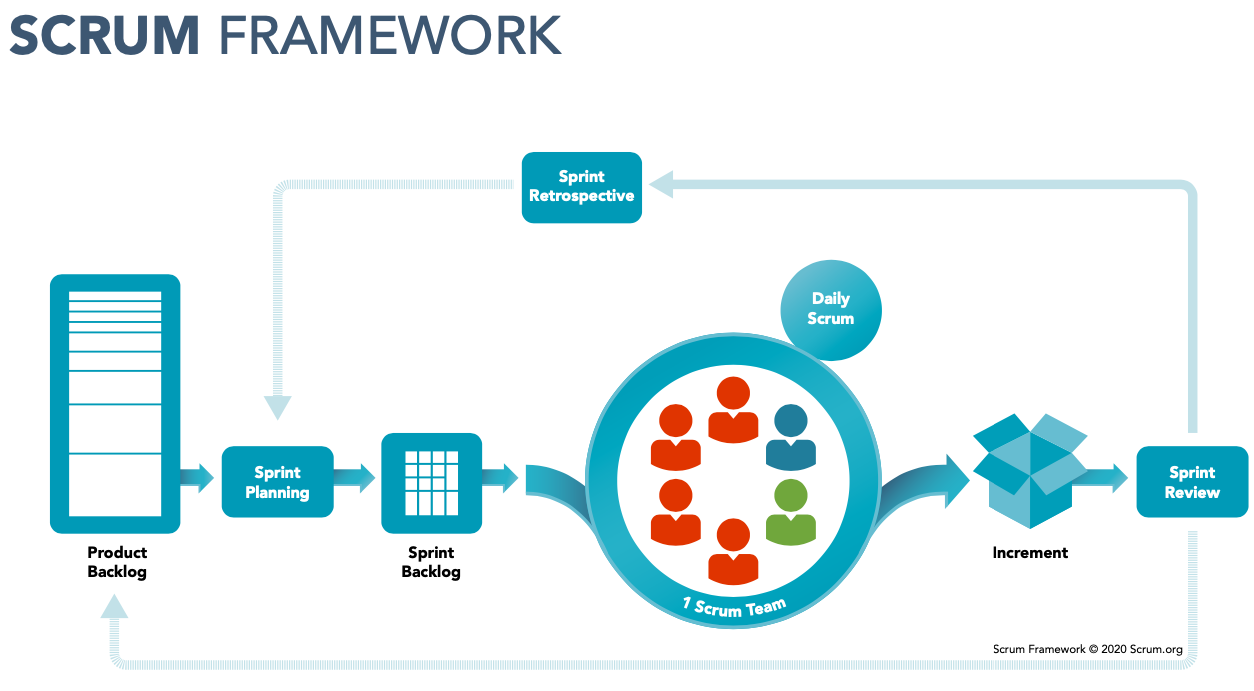 SCRUM FRAMEWORK
Sprint
Retrospective
Daily
Scrum
Sprint
Planning
Sprint
Review
Product
Backlog
Sprint
Backlog
Increment
1 Scrum Team
Scrum Framework © 2020 Scrum.org